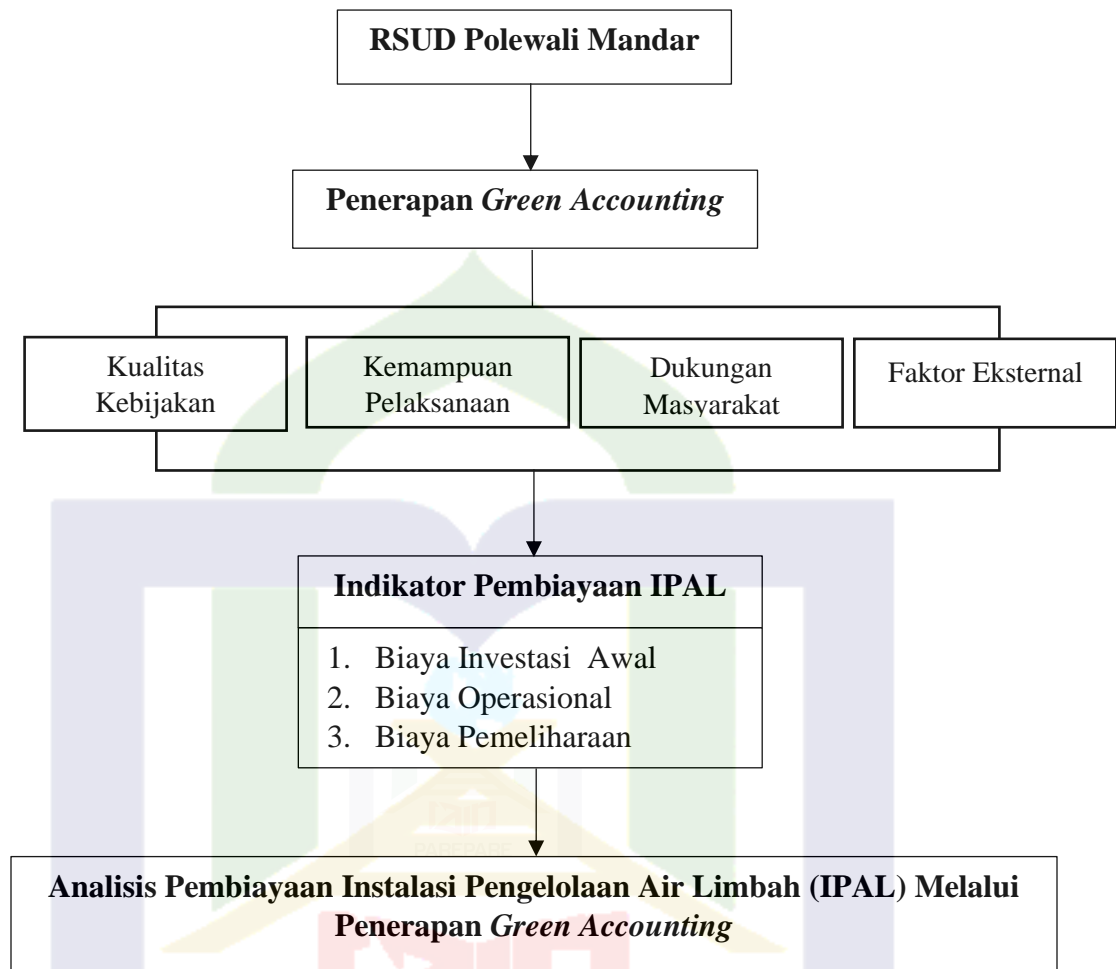 RSUD Polewali Mandar
Penerapan Green Accounting
Kualitas
Kebijakan
Kemampuan
Pelaksanaan
Dukungan
Masyarakat
Faktor Eksternal
Indikator Pembiayaan IPAL
1. Biaya Investasi Awal
2. Biaya Operasional
3. Biaya Pemeliharaan
PAREPARE
Analisis Pembiayaan Instalasi Pengelolaan Air Limbah (IPAL) Melalui
Penerapan Green Accounting